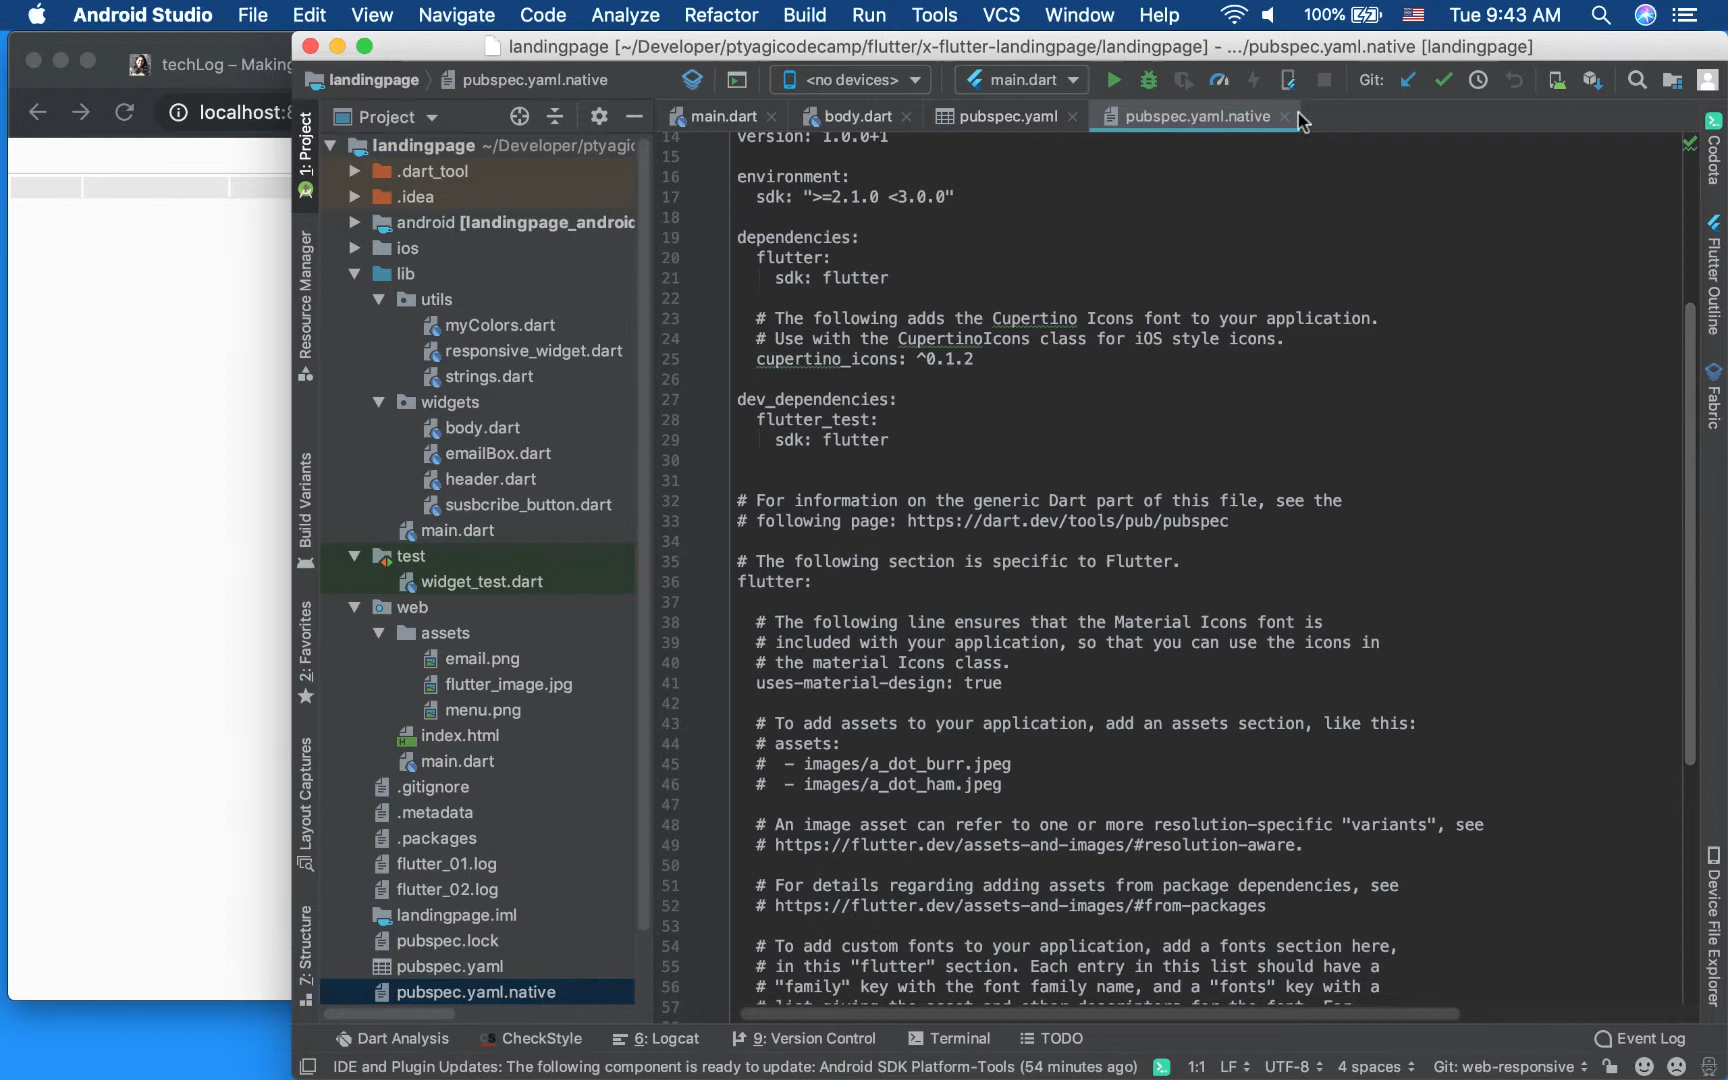 Android Studio File Edit View Navigate Code Analyze Refactor Build Run Tools VCS Window Help 100% Tue 9:43 AM
techLog – Making
localhost:8
landingpage [~/Developer/ptyagicodecamp/flutter/x-flutter-landingpage/landingpage] - .../pubspec.yaml.native [landingpage]
landingpage pubspec.yaml.native <no devices> main.dart Git:
Project main.dart body.dart pubspec.yaml pubspec.yaml.native
1: Project
Resource Manager
Build Variants
2: Favorites
Layout Captures
7: Structure
landingpage ~/Developer/ptyagic
.dart_tool
.idea
android [landingpage_android
ios
lib
utils
myColors.dart
responsive_widget.dart
strings.dart
widgets
body.dart
emailBox.dart
header.dart
susbcribe_button.dart
main.dart
test
widget_test.dart
web
assets
email.png
flutter_image.jpg
menu.png
index.html
main.dart
.gitignore
.metadata
.packages
flutter_01.log
flutter_02.log
landingpage.iml
pubspec.lock
pubspec.yaml
pubspec.yaml.native
14 version: 1.0.0+1
15
16 environment:
17 sdk: ">=2.1.0 <3.0.0"
18
19 dependencies:
20 flutter:
21 sdk: flutter
22
23 # The following adds the Cupertino Icons font to your application.
24 # Use with the CupertinoIcons class for iOS style icons.
25 cupertino_icons: ^0.1.2
26
27 dev_dependencies:
28 flutter_test:
29 sdk: flutter
30
31
32 # For information on the generic Dart part of this file, see the
33 # following page: https://dart.dev/tools/pub/pubspec
34
35 # The following section is specific to Flutter.
36 flutter:
37
38 # The following line ensures that the Material Icons font is
39 # included with your application, so that you can use the icons in
40 # the material Icons class.
41 uses-material-design: true
42
43 # To add assets to your application, add an assets section, like this:
44 # assets:
45 # - images/a_dot_burr.jpeg
46 # - images/a_dot_ham.jpeg
47
48 # An image asset can refer to one or more resolution-specific "variants", see
49 # https://flutter.dev/assets-and-images/#resolution-aware.
50
51 # For details regarding adding assets from package dependencies, see
52 # https://flutter.dev/assets-and-images/#from-packages
53
54 # To add custom fonts to your application, add a fonts section here,
55 # in this "flutter" section. Each entry in this list should have a
56 # "family" key with the font family name, and a "fonts" key with a
57
Codota
Flutter Outline
Fabric
Device File Explorer
Dart Analysis CS CheckStyle 6: Logcat 9: Version Control Terminal TODO Event Log
IDE and Plugin Updates: The following component is ready to update: Android SDK Platform-Tools (54 minutes ago) 1:1 LF UTF-8 4 spaces Git: web-responsive